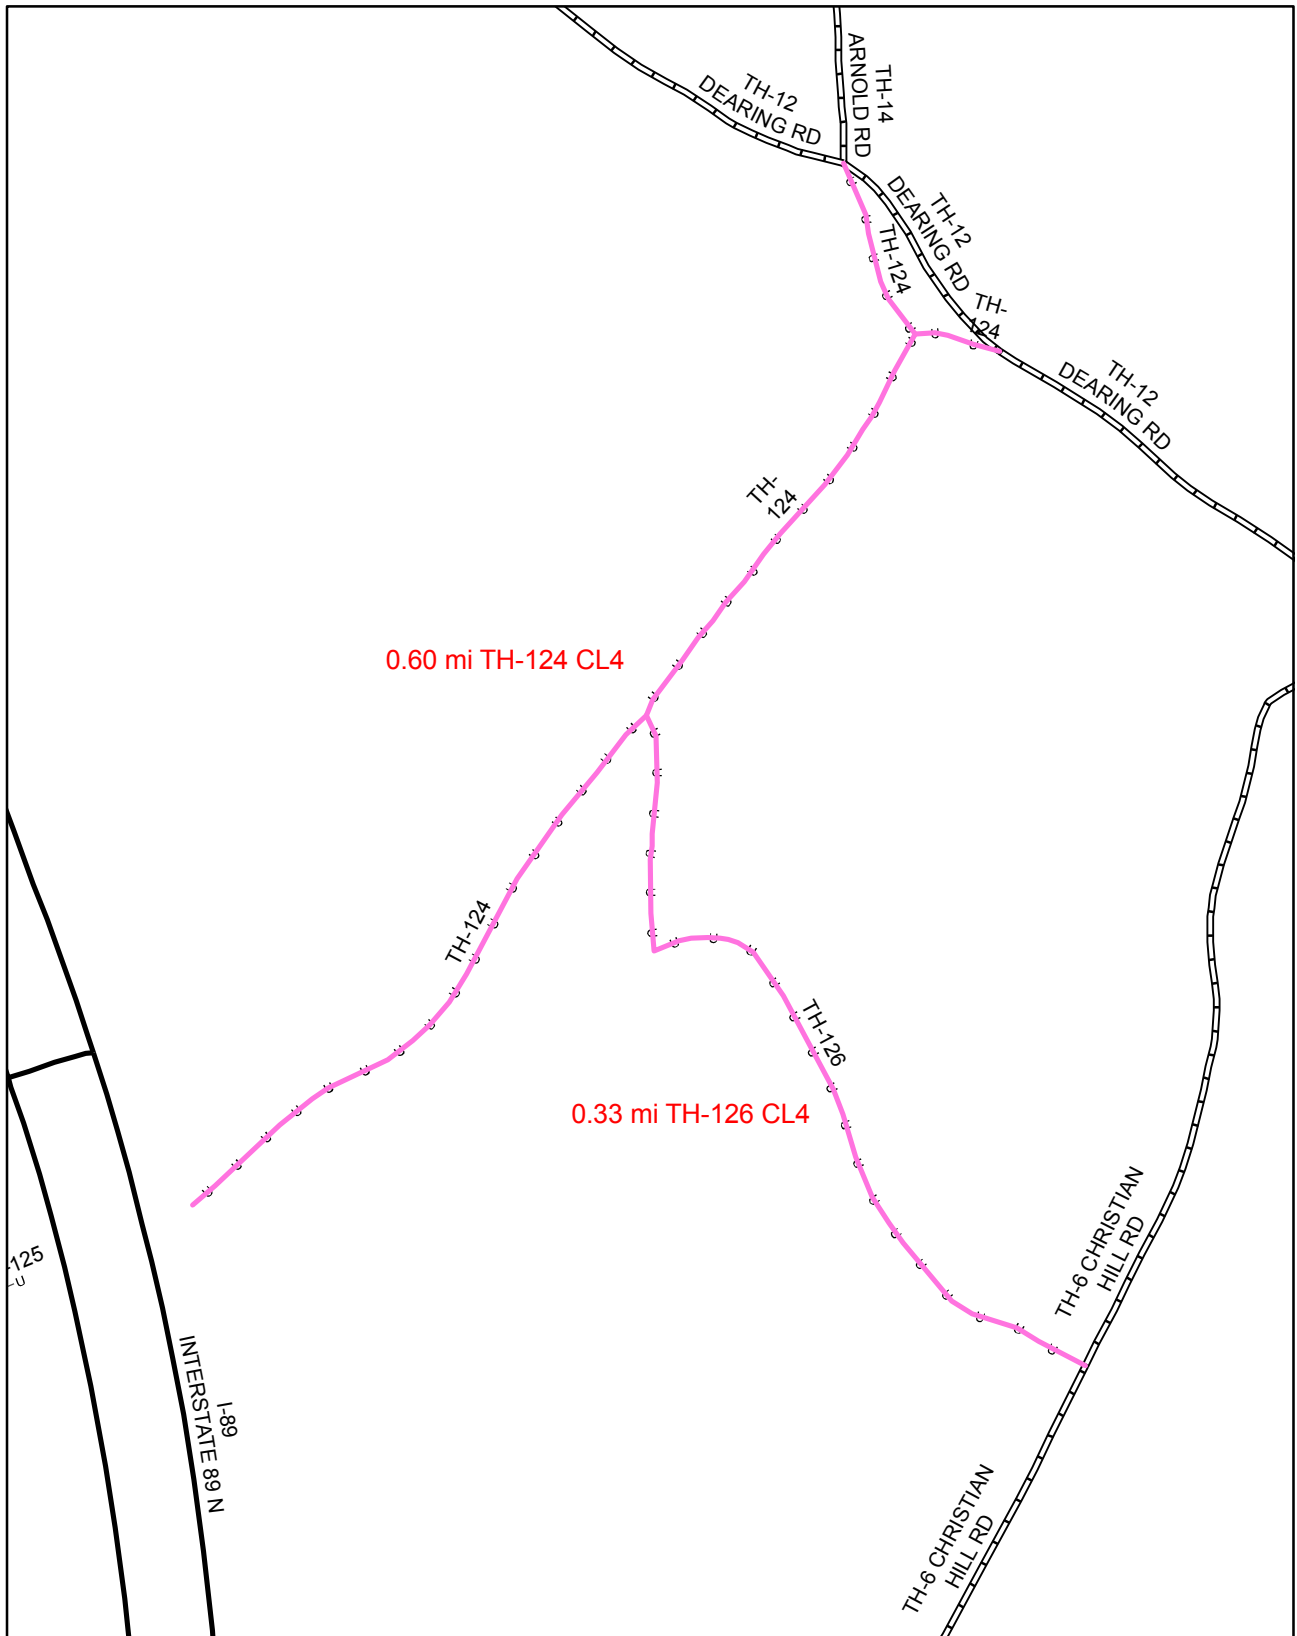 TH-14
ARNOLD RD
TH-12
DEARING RD
TH-12
DEARING RD
TH-124
TH-
124
TH-12
DEARING RD
TH-
124
0.60 mi TH-124 CL4
TH-124
TH-126
0.33 mi TH-126 CL4
TH-6 CHRISTIAN
HILL RD
-125
I-89
INTERSTATE 89 N
TH-6 CHRISTIAN
HILL RD